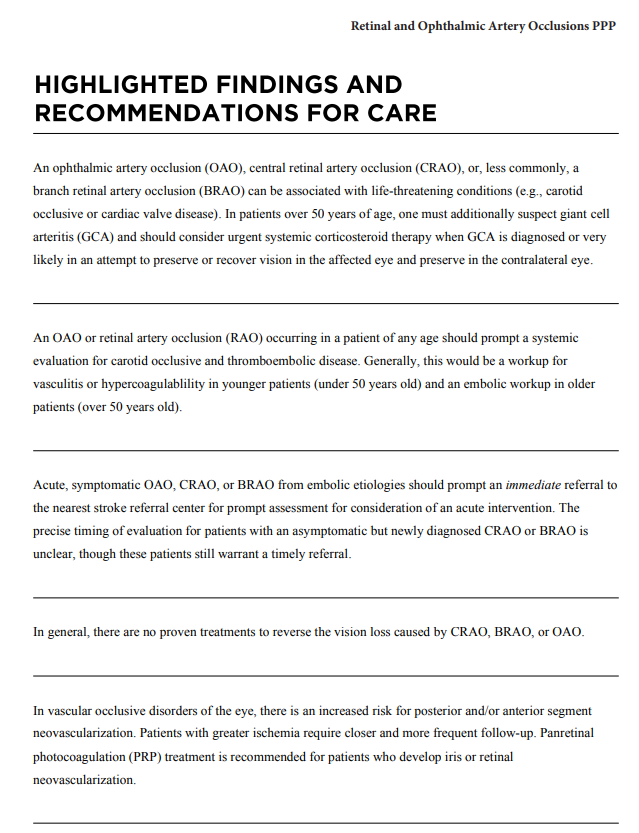 Retinal and Ophthalmic Artery Occlusions PPP
HIGHLIGHTED FINDINGS AND
RECOMMENDATIONS FOR CARE
An ophthalmic artery occlusion (OAO), central retinal artery occlusion (CRAO), or, less commonly, a
branch retinal artery occlusion (BRAO) can be associated with life-threatening conditions (e.g., carotid
occlusive or cardiac valve disease). In patients over 50 years of age, one must additionally suspect giant cell
arteritis (GCA) and should consider urgent systemic corticosteroid therapy when GCA is diagnosed or very
likely in an attempt to preserve or recover vision in the affected eye and preserve in the contralateral eye.
An OAO or retinal artery occlusion (RAO) occurring in a patient of any age should prompt a systemic
evaluation for carotid occlusive and thromboembolic disease. Generally, this would be a workup for
vasculitis or hypercoagulablility in younger patients (under 50 years old) and an embolic workup in older
patients (over 50 years old).
Acute, symptomatic OAO, CRAO, or BRAO from embolic etiologies should prompt an immediate referral to
the nearest stroke referral center for prompt assessment for consideration of an acute intervention. The
precise timing of evaluation for patients with an asymptomatic but newly diagnosed CRAO or BRAO is
unclear, though these patients still warrant a timely referral.
In general, there are no proven treatments to reverse the vision loss caused by CRAO, BRAO, or OAO.
In vascular occlusive disorders of the eye, there is an increased risk for posterior and/or anterior segment
neovascularization. Patients with greater ischemia require closer and more frequent follow-up. Panretinal
photocoagulation (PRP) treatment is recommended for patients who develop iris or retinal
neovascularization.